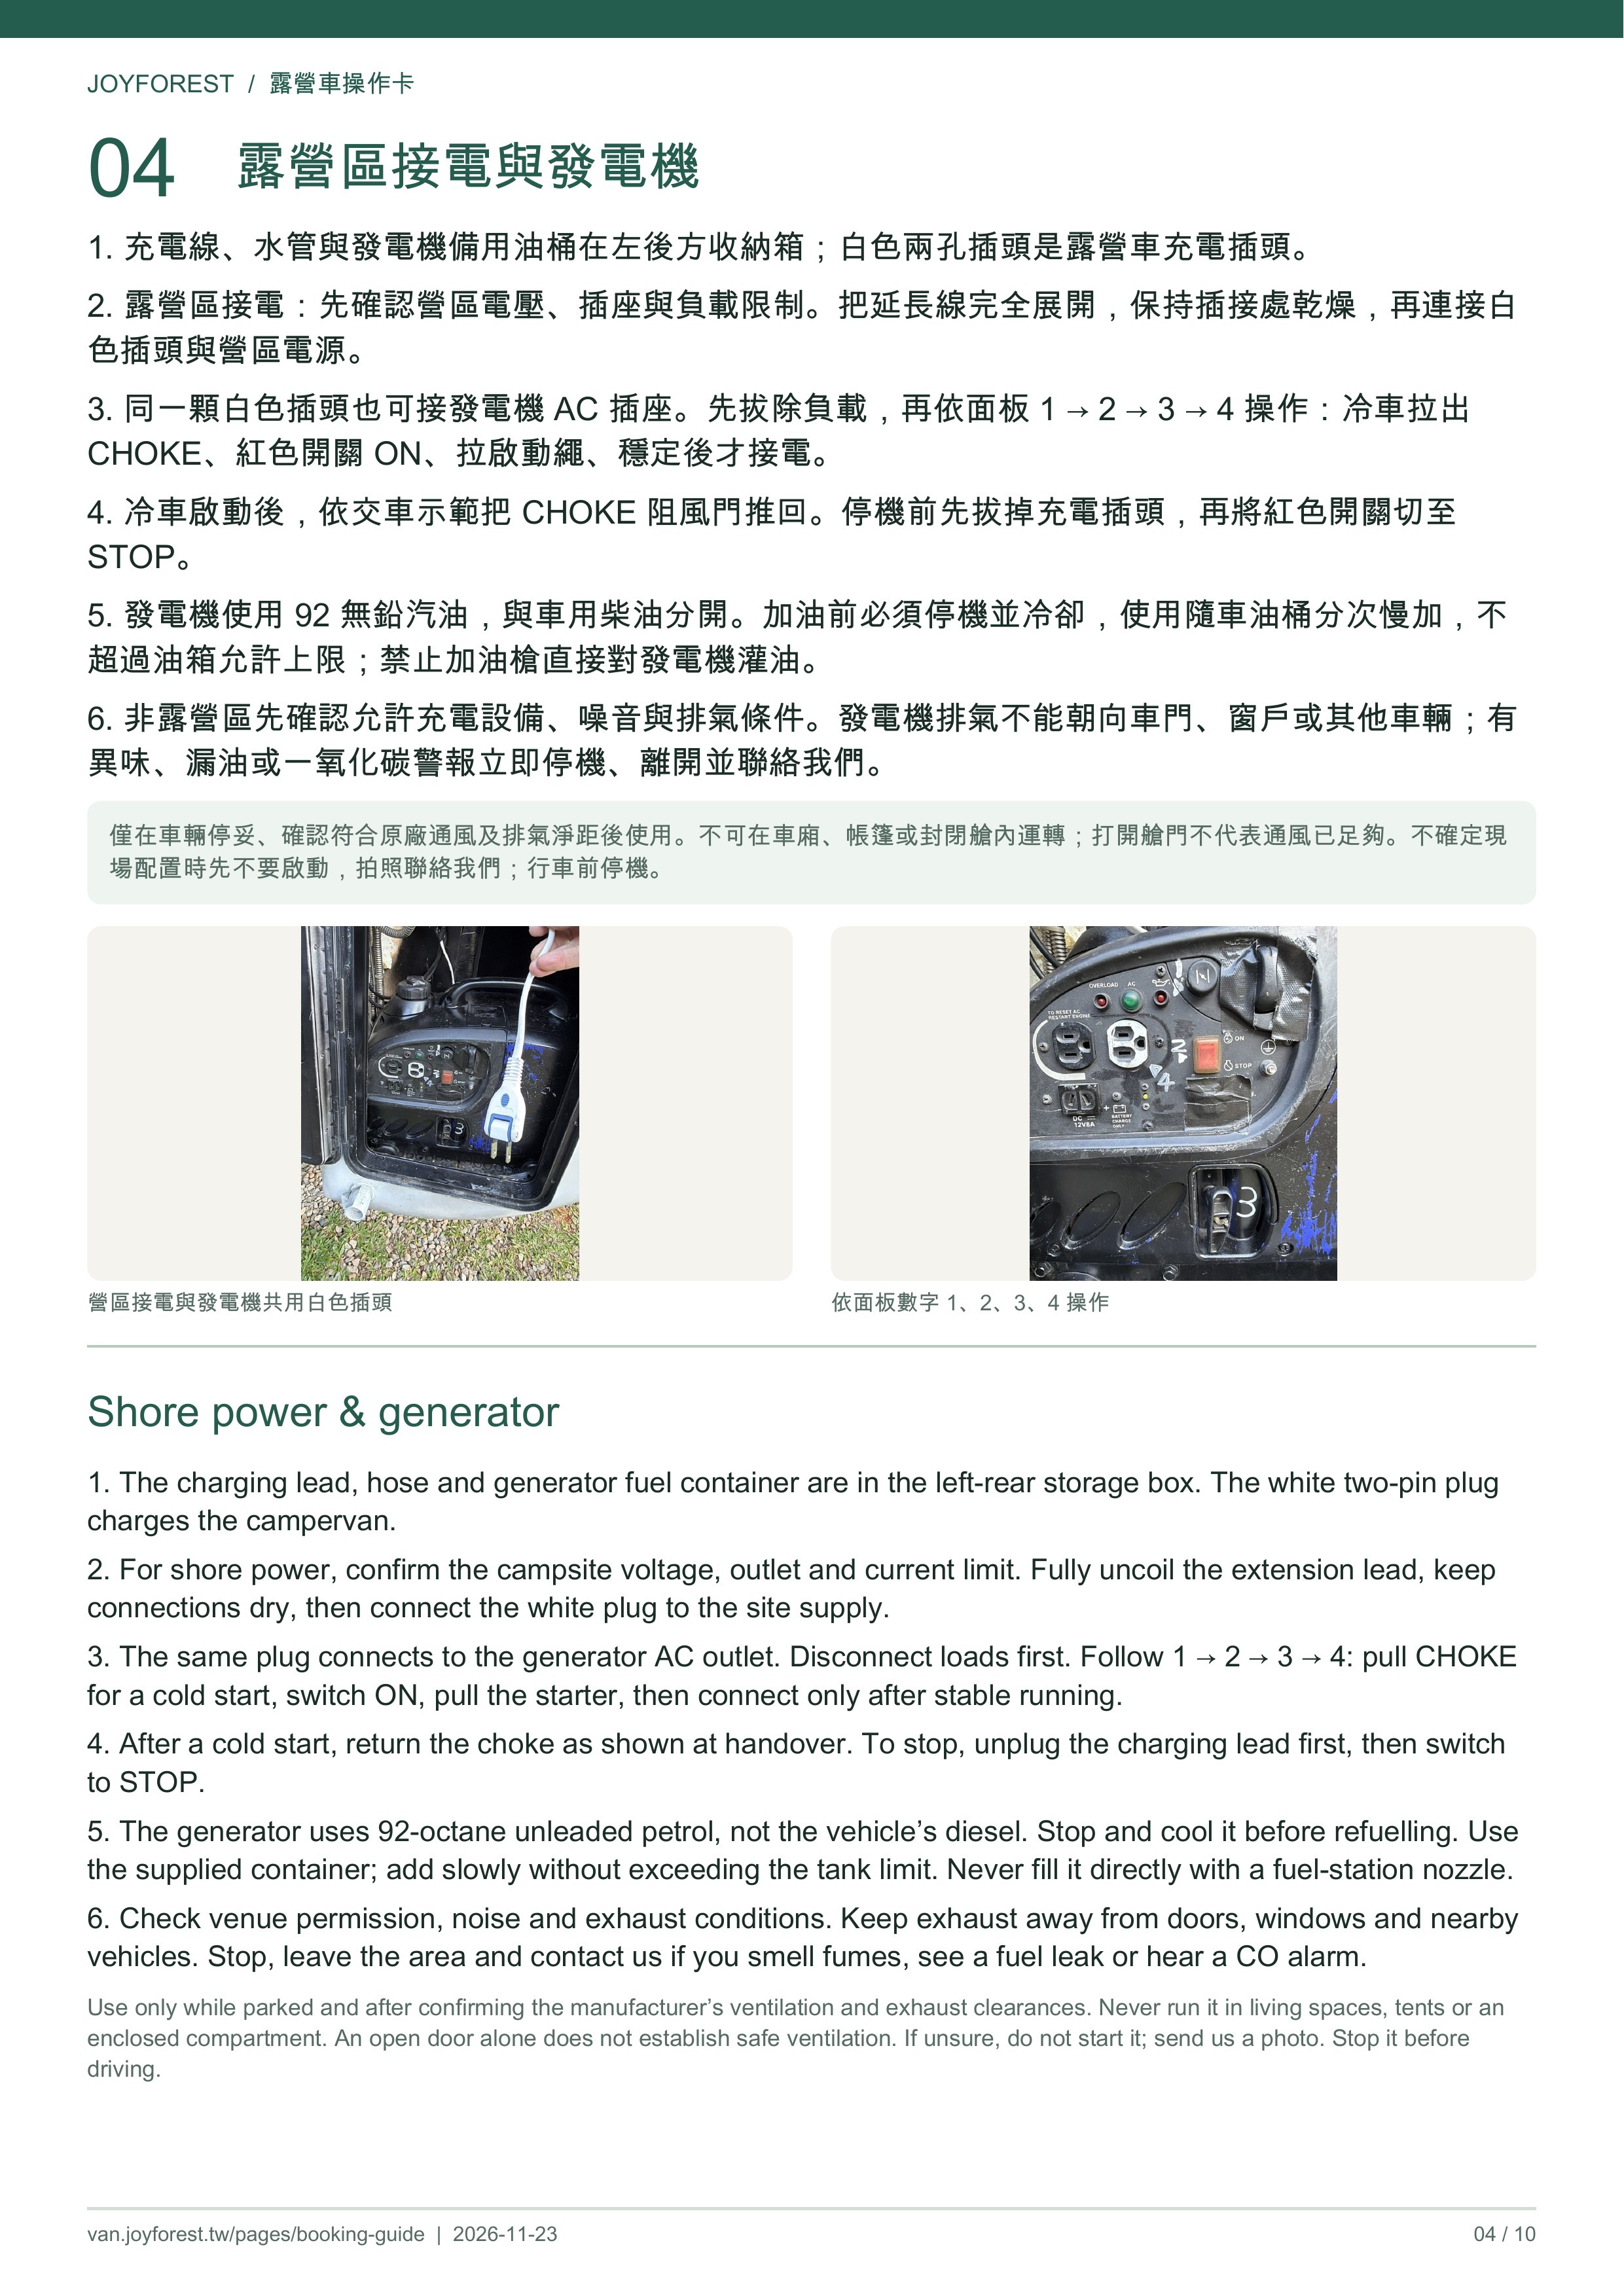 JOYFOREST / 露營車操作卡
04 露營區接電與發電機
1. 充電線、水管與發電機備用油桶在左後方收納箱；白色兩孔插頭是露營車充電插頭。
2. 露營區接電：先確認營區電壓、插座與負載限制。把延長線完全展開，保持插接處乾燥，再連接白
色插頭與營區電源。
3. 同一顆白色插頭也可接發電機 AC 插座。先拔除負載，再依面板 1 → 2 → 3 → 4 操作：冷車拉出
CHOKE、紅色開關 ON、拉啟動繩、穩定後才接電。
4. 冷車啟動後，依交車示範把 CHOKE 阻風門推回。停機前先拔掉充電插頭，再將紅色開關切至
STOP。
5. 發電機使用 92 無鉛汽油，與車用柴油分開。加油前必須停機並冷卻，使用隨車油桶分次慢加，不
超過油箱允許上限；禁止加油槍直接對發電機灌油。
6. 非露營區先確認允許充電設備、噪音與排氣條件。發電機排氣不能朝向車門、窗戶或其他車輛；有
異味、漏油或一氧化碳警報立即停機、離開並聯絡我們。
僅在車輛停妥、確認符合原廠通風及排氣淨距後使用。不可在車廂、帳篷或封閉艙內運轉；打開艙門不代表通風已足夠。不確定現
場配置時先不要啟動，拍照聯絡我們；行車前停機。
3
4
OVERLOAD AC
1
TO RESET AC
RESTART ENGINE
2
ON
STOP
4
DC
12V8A
BATTERY
CHARGE
ONLY
3
營區接電與發電機共用白色插頭
依面板數字 1、2、3、4 操作
Shore power & generator
1. The charging lead, hose and generator fuel container are in the left-rear storage box. The white two-pin plug
charges the campervan.
2. For shore power, confirm the campsite voltage, outlet and current limit. Fully uncoil the extension lead, keep
connections dry, then connect the white plug to the site supply.
3. The same plug connects to the generator AC outlet. Disconnect loads first. Follow 1 → 2 → 3 → 4: pull CHOKE
for a cold start, switch ON, pull the starter, then connect only after stable running.
4. After a cold start, return the choke as shown at handover. To stop, unplug the charging lead first, then switch
to STOP.
5. The generator uses 92-octane unleaded petrol, not the vehicle’s diesel. Stop and cool it before refuelling. Use
the supplied container; add slowly without exceeding the tank limit. Never fill it directly with a fuel-station nozzle.
6. Check venue permission, noise and exhaust conditions. Keep exhaust away from doors, windows and nearby
vehicles. Stop, leave the area and contact us if you smell fumes, see a fuel leak or hear a CO alarm.
Use only while parked and after confirming the manufacturer’s ventilation and exhaust clearances. Never run it in living spaces, tents or an
enclosed compartment. An open door alone does not establish safe ventilation. If unsure, do not start it; send us a photo. Stop it before
driving.
van.joyforest.tw/pages/booking-guide | 2026-11-23
04 / 10